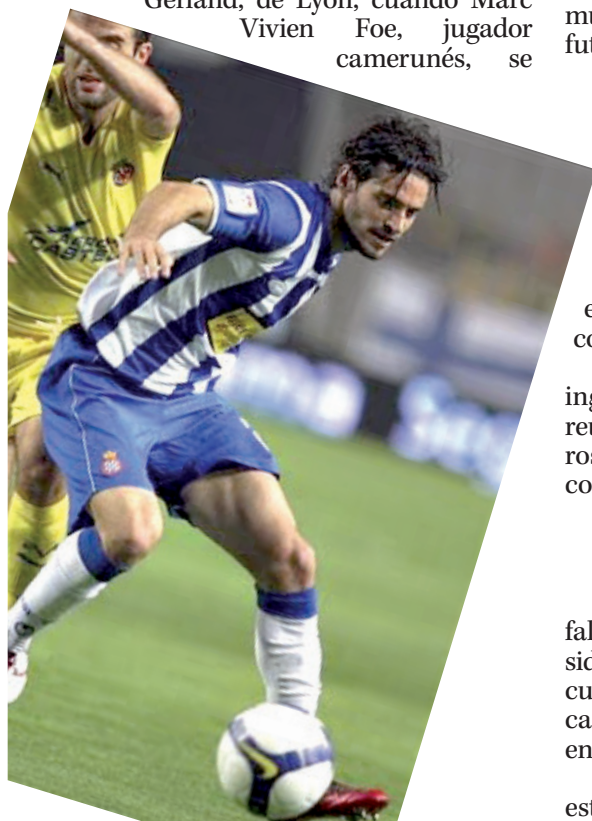 Gerland, de Lyon, cuando Marc
Vivien Foe, jugador
camerunés, se
mu
fut
e
co
ing
reu
ros
co
fal
sid
cu
ca
en
est